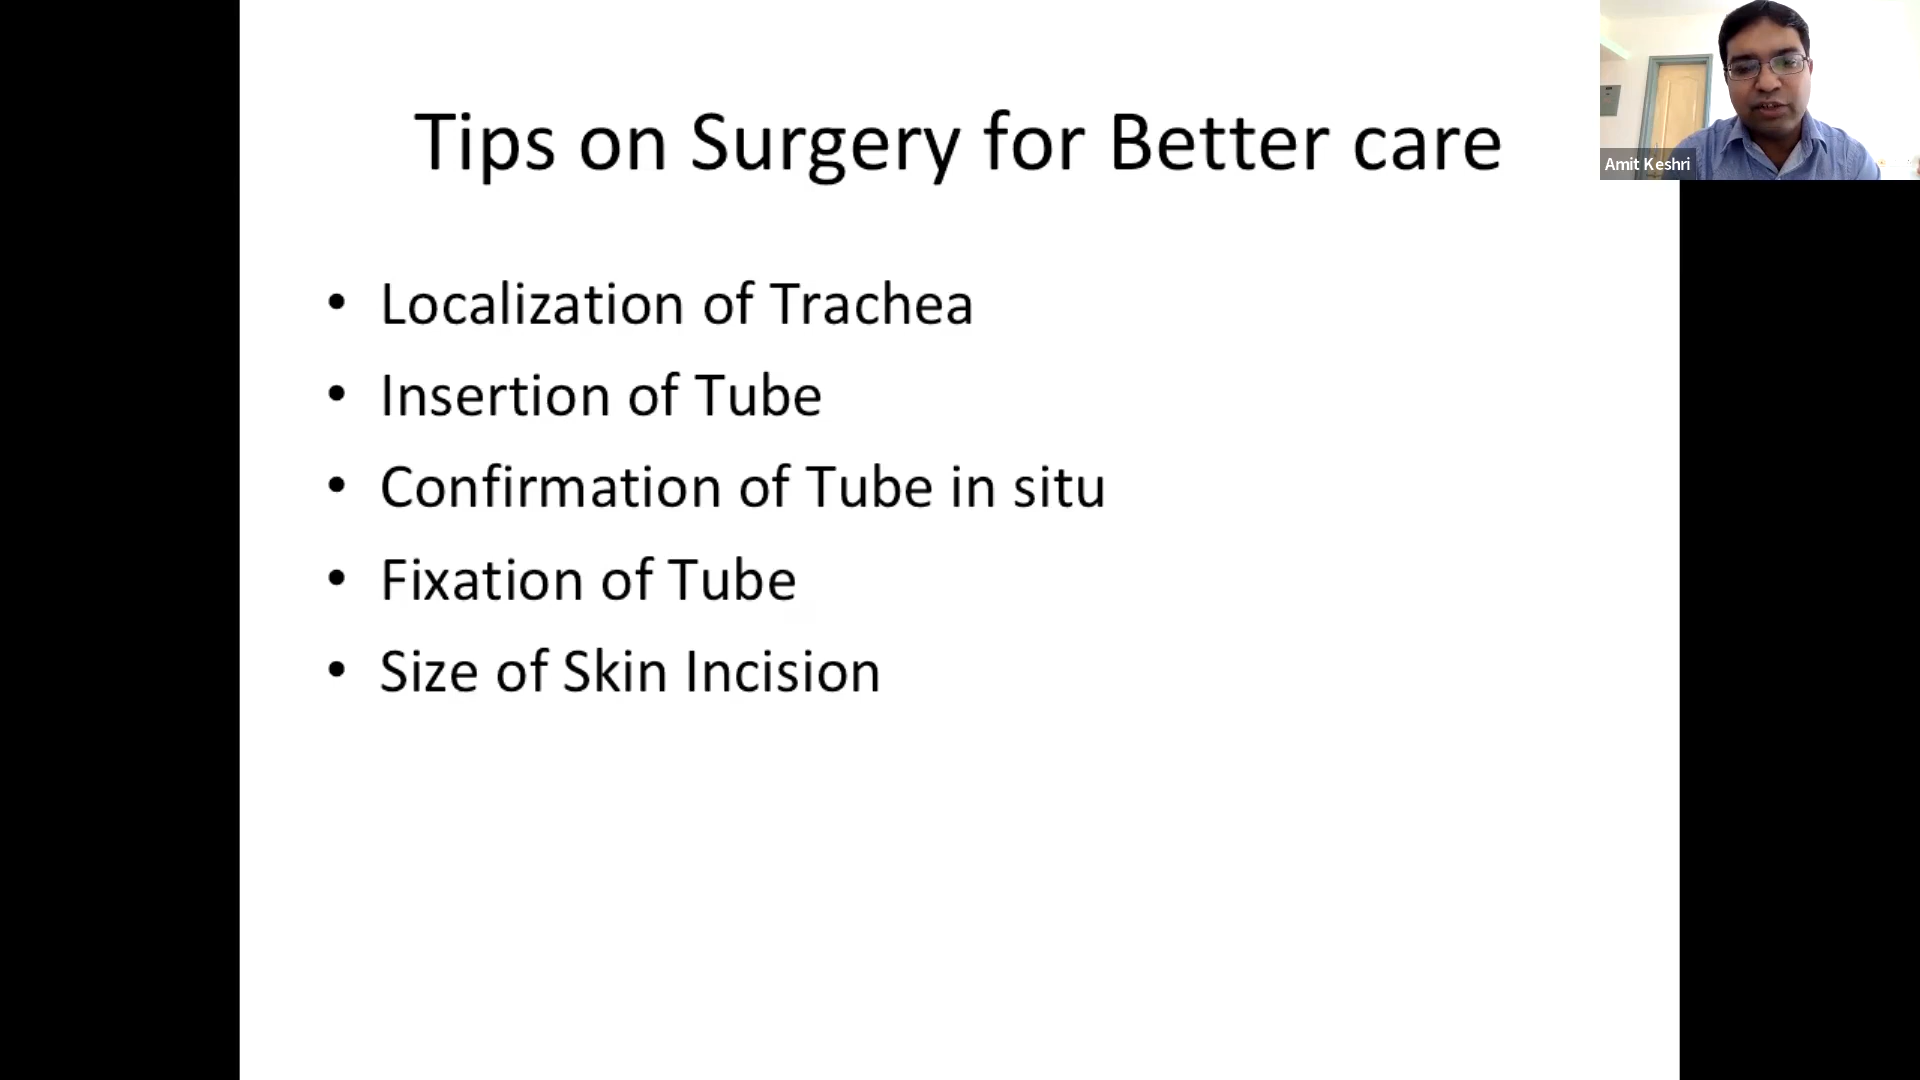 Tips on Surgery for Better care
Amit Keshri
• Localization of Trachea
• Insertion of Tube
• Confirmation of Tube in situ
• Fixation of Tube
• Size of Skin Incision